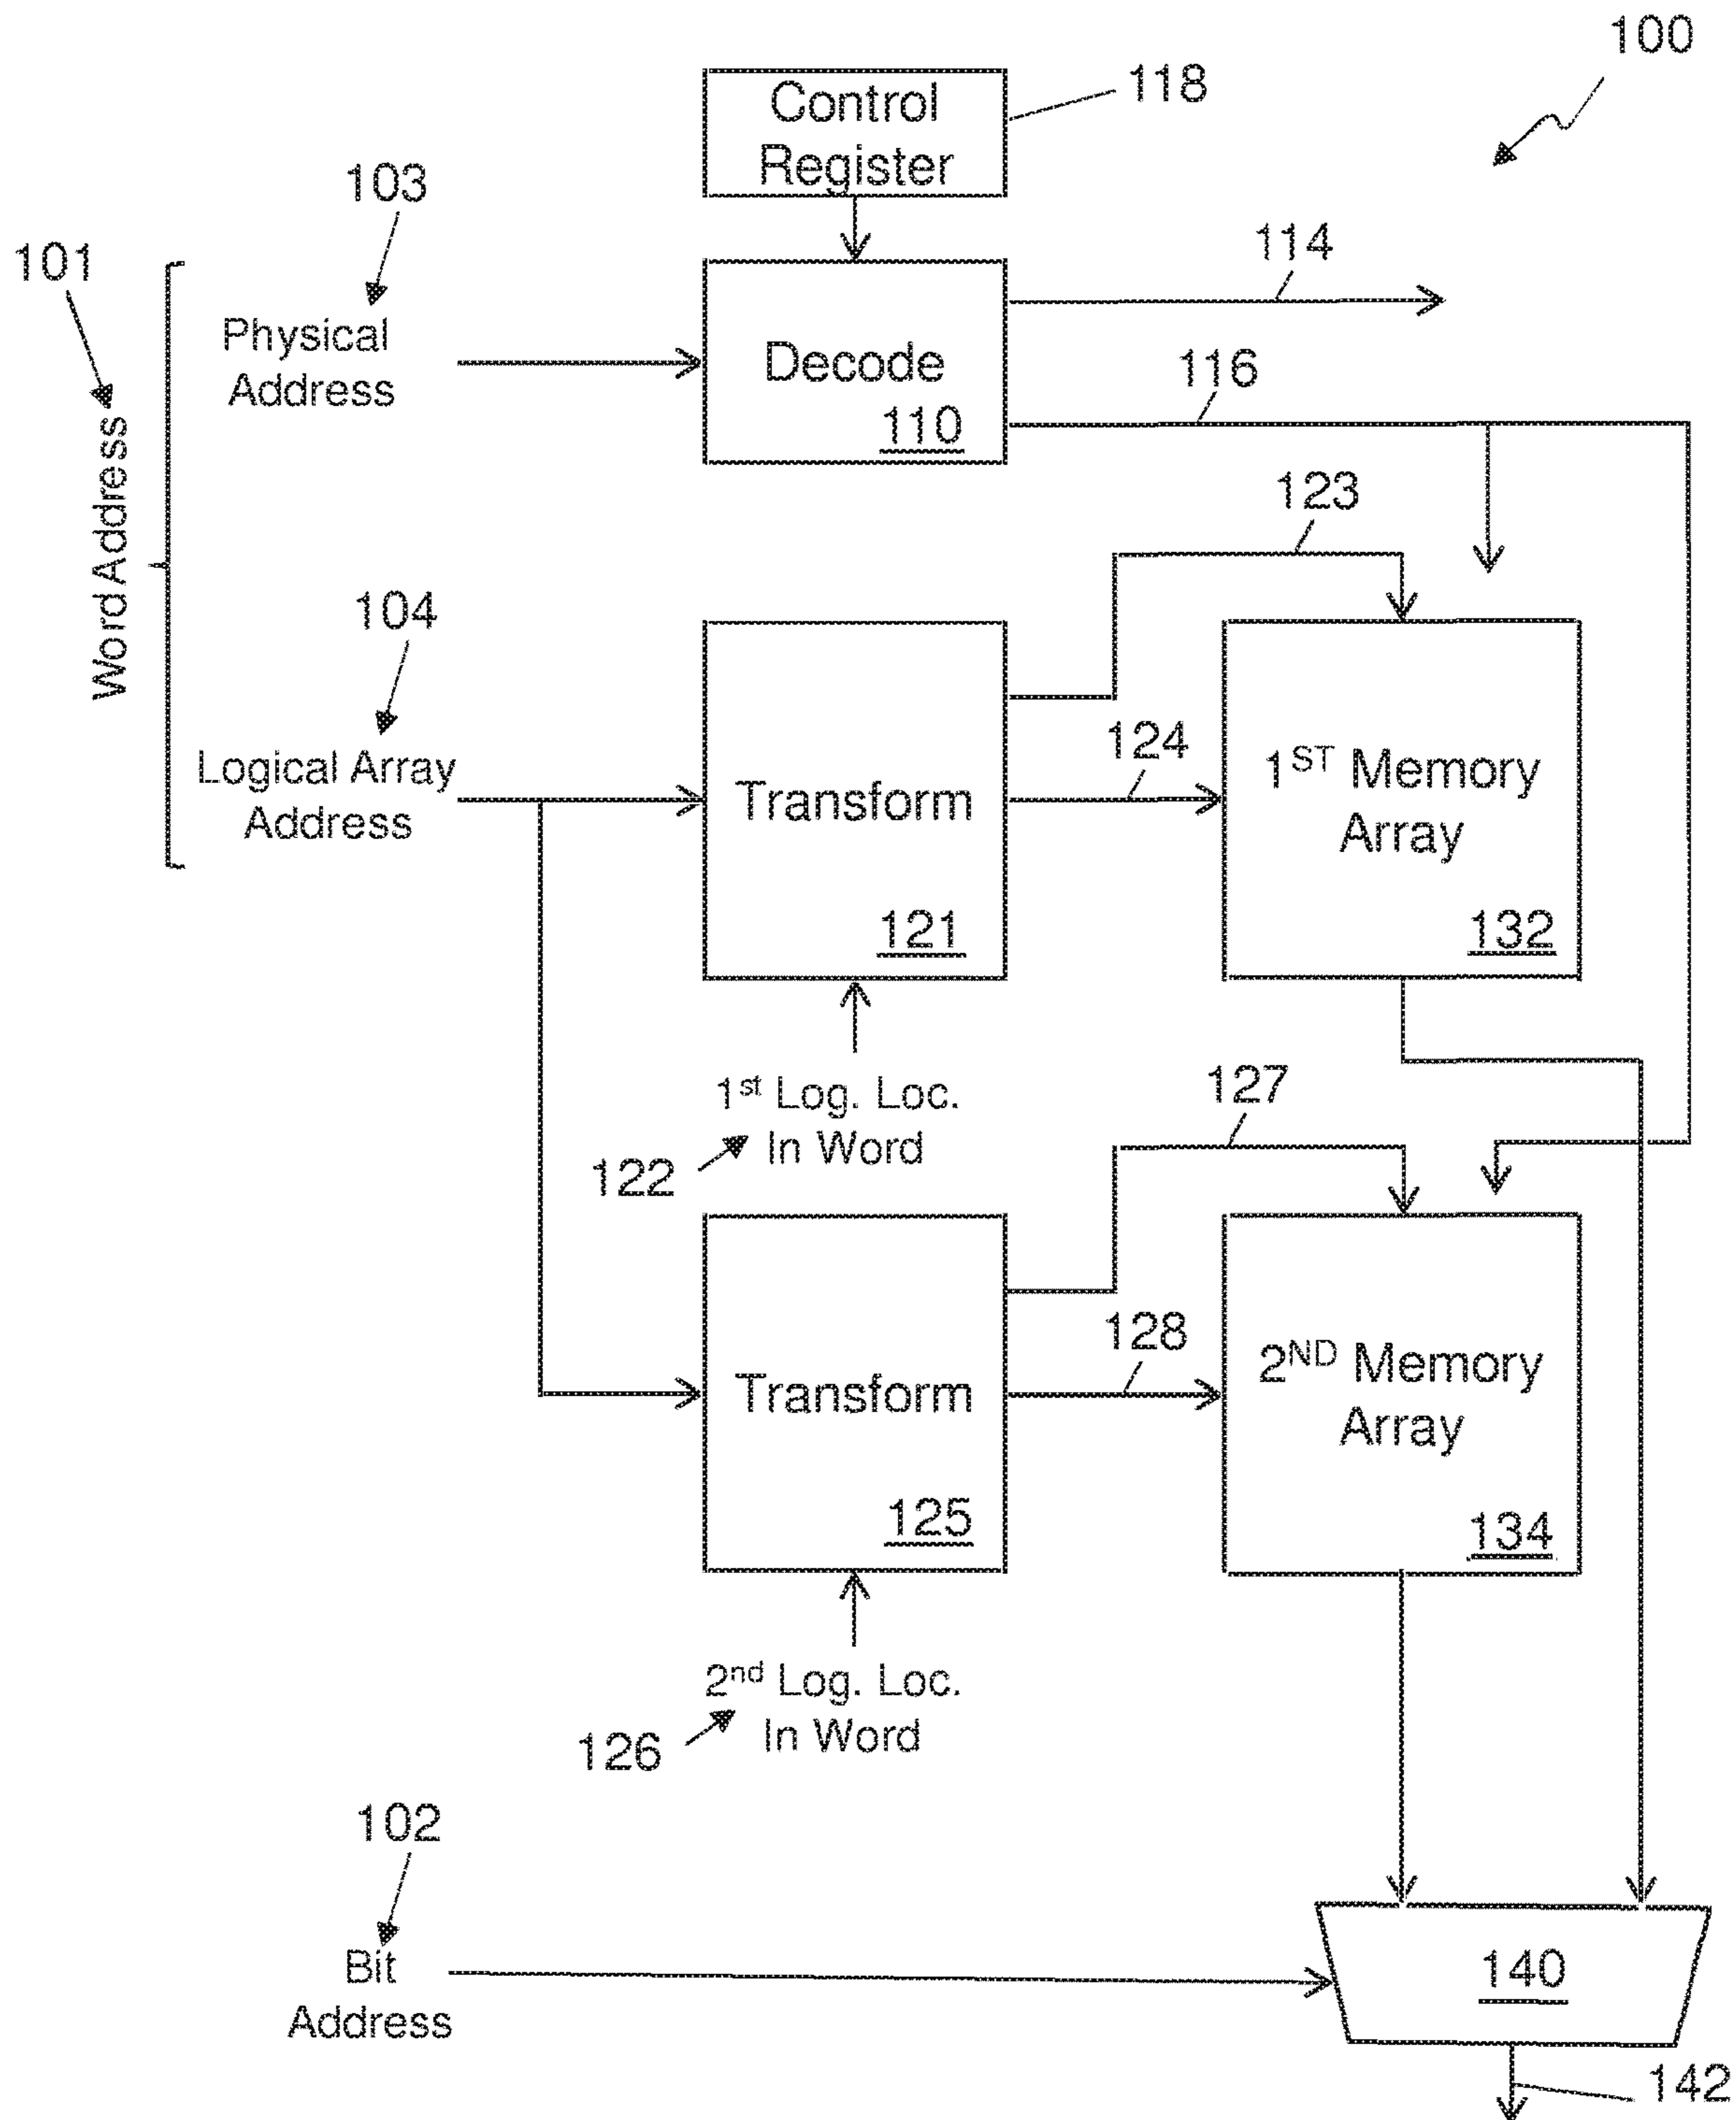 100
Control
Register
118
103
101
Physical
Address
Word Address
Decode
110
114
116
123
104
Logical Array
Address
Transform
121
124
1ST Memory
Array
132
1st Log. Loc.
In Word
122
127
Transform
125
128
2ND Memory
Array
134
2nd Log. Loc.
In Word
126
102
Bit
Address
140
142